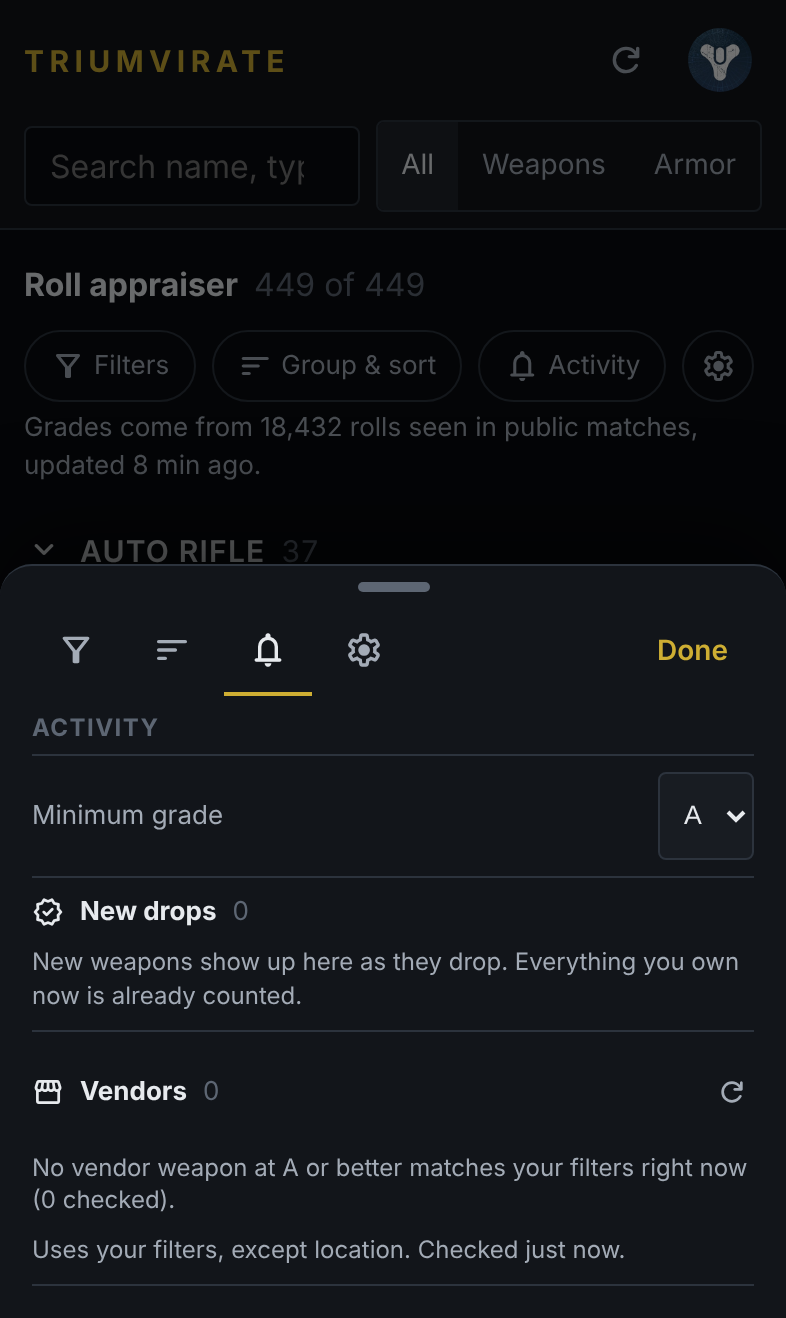 TRIUMVIRATE
Search name, typ
All
Weapons
Armor
Roll appraiser 449 of 449
Filters
Group & sort
Activity
Grades come from 18,432 rolls seen in public matches,
updated 8 min ago.
AUTO RIFLE 37
Done
ACTIVITY
Minimum grade
A
New drops 0
New weapons show up here as they drop. Everything you own
now is already counted.
Vendors 0
No vendor weapon at A or better matches your filters right now
(0 checked).
Uses your filters, except location. Checked just now.